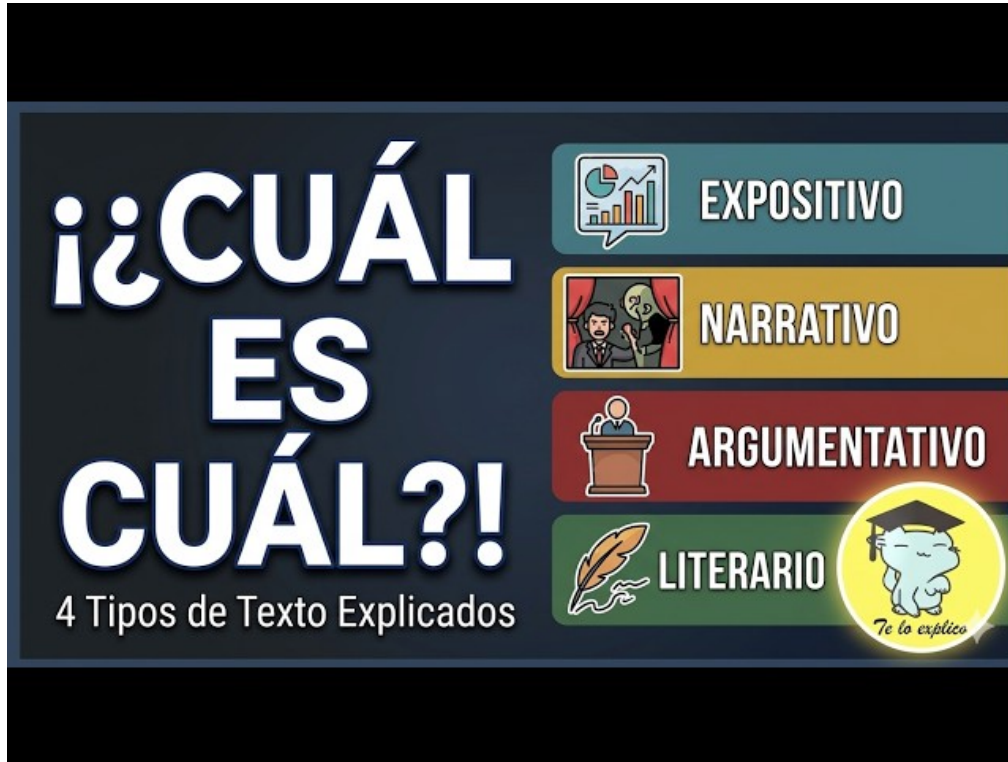 ¡¿CUÁL
ES
CUÁL?!
4 Tipos de Texto Explicados
EXPOSITIVO
NARRATIVO
ARGUMENTATIVO
LITERARIO
Te lo explico